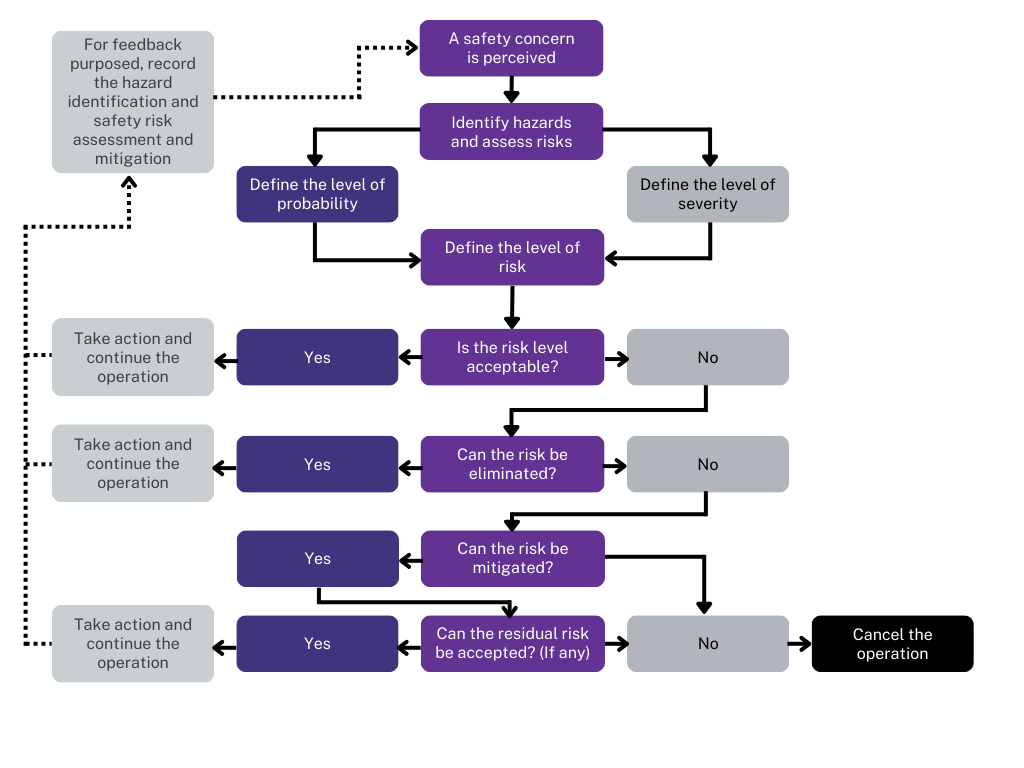 For feedback
purposed, record
the hazard
identification and
safety risk
assessment and
mitigation
A safety concern
is perceived
Identify hazards
and assess risks
Define the level of
probability
Define the level of
severity
Define the level of
risk
Take action and
continue the
operation
Yes
Is the risk level
acceptable?
No
Take action and
continue the
operation
Yes
Can the risk be
eliminated?
No
Yes
Can the risk be
mitigated?
Take action and
continue the
operation
Yes
Can the residual risk
be accepted? (If any)
No
Cancel the
operation